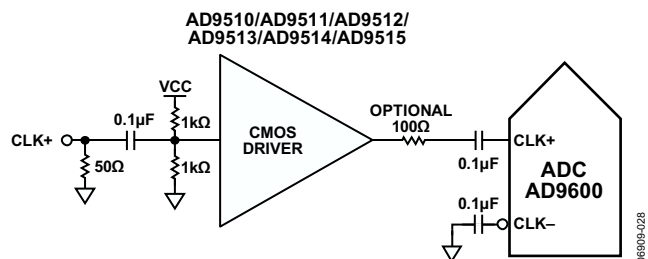 AD9510/AD9511/AD9512/
AD9513/AD9514/AD9515
VCC
0.1µF
1kΩ
CLK+
50Ω
1kΩ
CMOS
DRIVER
OPTIONAL
100Ω
0.1µF
CLK+
ADC
AD9600
0.1µF
CLK–
06909-028